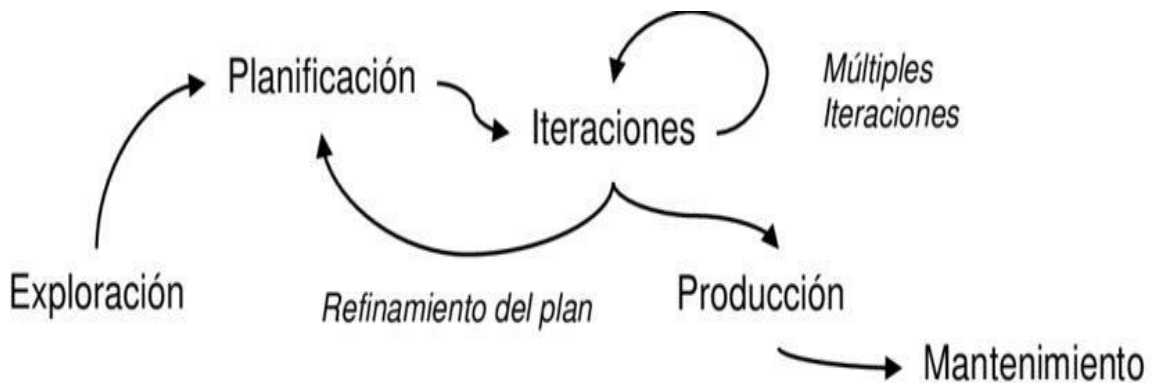 Planificación
Múltiples
Iteraciones
Iteraciones
Exploración
Refinamiento del plan
Producción
Mantenimiento